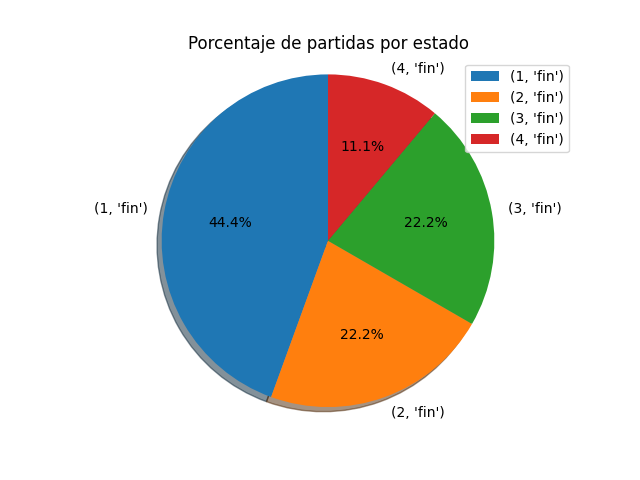 Porcentaje de partidas por estado
(4, 'fin')
(1, 'fin')
(2, 'fin')
(3, 'fin')
(4, 'fin')
11.1%
(1, 'fin')
44.4%
22.2%
(3, 'fin')
22.2%
(2, 'fin')